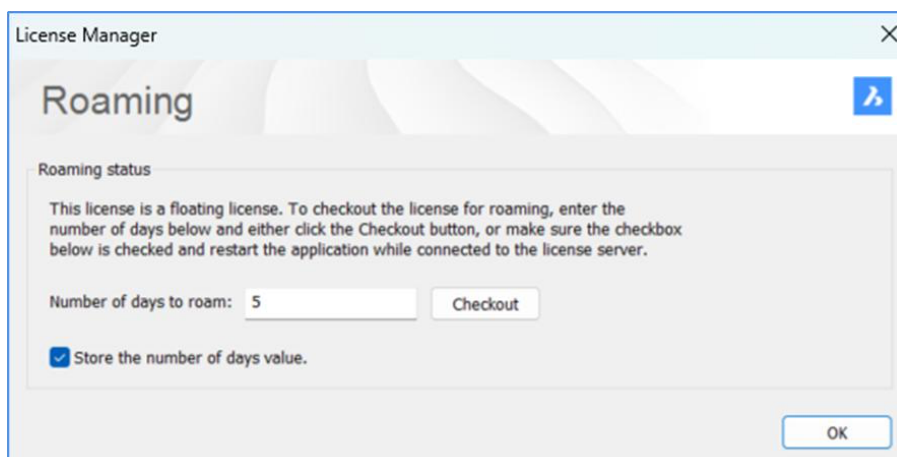 License Manager
Roaming
Roaming status
This license is a floating license. To checkout the license for roaming, enter the
number of days below and either click the Checkout button, or make sure the checkbox
below is checked and restart the application while connected to the license server.
Number of days to roam: 5 Checkout
Store the number of days value.
OK